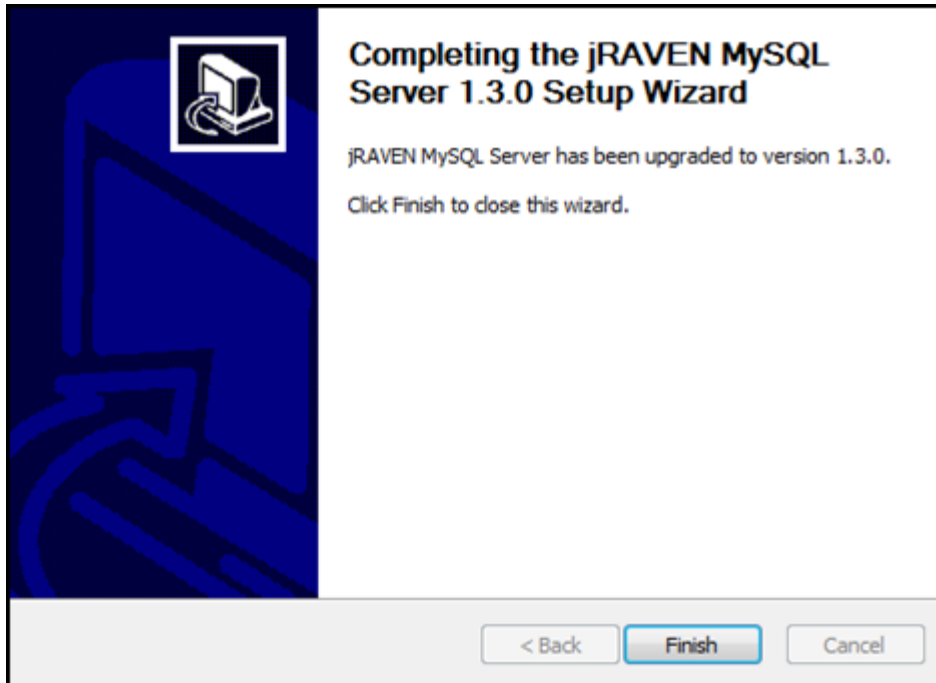 Completing the jRAVEN MySQL
Server 1.3.0 Setup Wizard
jRAVEN MySQL Server has been upgraded to version 1.3.0.
Click Finish to close this wizard.
< Back
Finish
Cancel